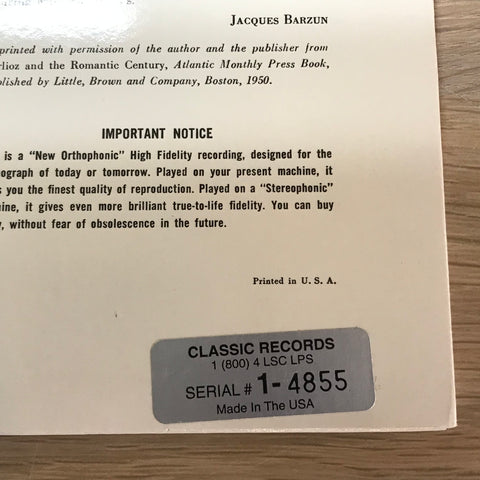 JACQUES BARZUN
printed with permission of the author and the publisher from
rlioz and the Romantic Century, Atlantic Monthly Press Book,
blished by Little, Brown and Company, Boston, 1950.
IMPORTANT NOTICE
is a "New Orthophonic" High Fidelity recording, designed for the
ograph of today or tomorrow. Played on your present machine, it
s you the finest quality of reproduction. Played on a "Stereophonic"
ine, it gives even more brilliant true-to-life fidelity. You can buy
, without fear of obsolescence in the future.
Printed in U. S. A.
CLASSIC RECORDS
1 (800) 4 LSC LPS
SERIAL # 1-4855
Made In The USA